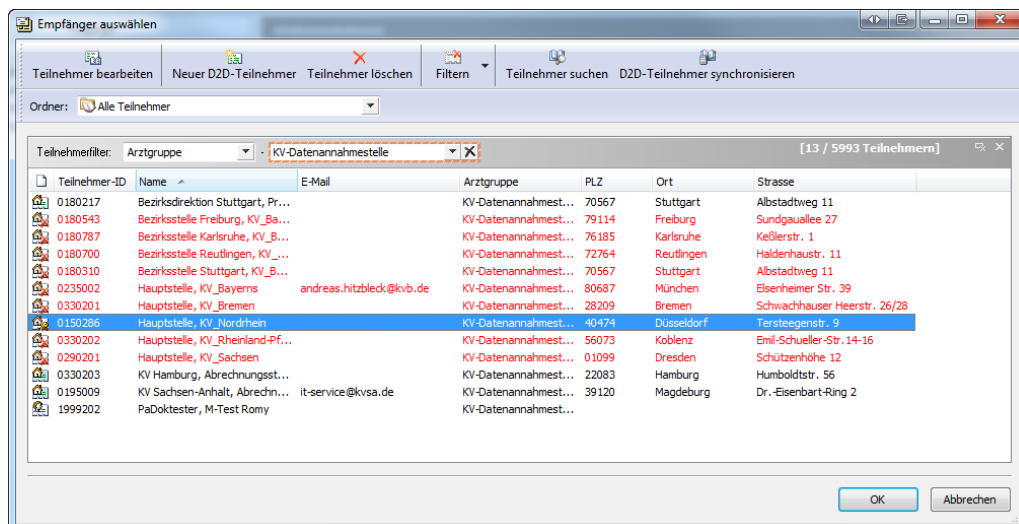 Empfänger auswählen
Teilnehmer bearbeiten Neuer D2D-Teilnehmer Teilnehmer löschen Filtern Teilnehmer suchen D2D-Teilnehmer synchronisieren
Ordner: Alle Teilnehmer
Teilnehmerfilter: Arztgruppe - KV-Datenannahmestelle [13 / 5993 Teilnehmern]
Teilnehmer-ID Name E-Mail Arztgruppe PLZ Ort Strasse
0180217 Bezirksdirektion Stuttgart, Pr... KV-Datenannahmest... 70567 Stuttgart Albstadtweg 11
0180543 Bezirksstelle Freiburg, KV_Ba... KV-Datenannahmest... 79114 Freiburg Sundgauallee 27
0180787 Bezirksstelle Karlsruhe, KV_B... KV-Datenannahmest... 76185 Karlsruhe Keßlerstr. 1
0180700 Bezirksstelle Reutlingen, KV_... KV-Datenannahmest... 72764 Reutlingen Haldenhaustr. 11
0180310 Bezirksstelle Stuttgart, KV_B... KV-Datenannahmest... 70567 Stuttgart Albstadtweg 11
0235002 Hauptstelle, KV_Bayerns andreas.hitzbleck@kvb.de KV-Datenannahmest... 80687 München Elsenheimer Str. 39
0330201 Hauptstelle, KV_Bremen KV-Datenannahmest... 28209 Bremen Schwachhauser Heerstr. 26/28
0150286 Hauptstelle, KV_Nordrhein KV-Datenannahmest... 40474 Düsseldorf Tersteegenstr. 9
0330202 Hauptstelle, KV_Rheinland-Pf... KV-Datenannahmest... 56073 Koblenz Emil-Schueller-Str.14-16
0290201 Hauptstelle, KV_Sachsen KV-Datenannahmest... 01099 Dresden Schützenhöhe 12
0330203 KV Hamburg, Abrechnungsst... KV-Datenannahmest... 22083 Hamburg Humboldtstr. 56
0195009 KV Sachsen-Anhalt, Abrechn... it-service@kvsa.de KV-Datenannahmest... 39120 Magdeburg Dr.-Eisenbart-Ring 2
1999202 PaDoktester, M-Test Romy KV-Datenannahmest...
OK Abbrechen